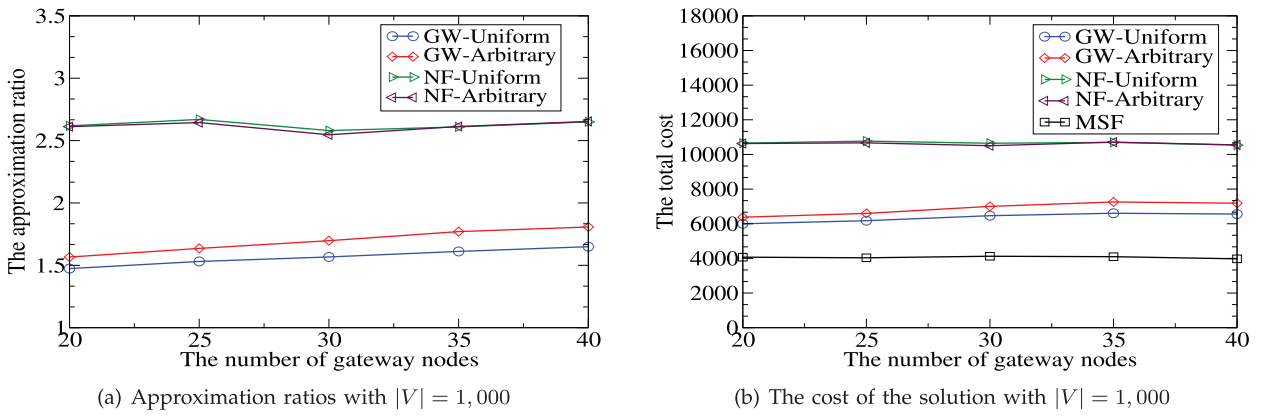 3.5
3
2.5
2
1.5
1
The approximation ratio
GW-Uniform
GW-Arbitrary
NF-Uniform
NF-Arbitrary
20 25 30 35 40
The number of gateway nodes
(a) Approximation ratios with |V| = 1, 000
18000
16000
14000
12000
10000
8000
6000
4000
2000
0
The total cost
GW-Uniform
GW-Arbitrary
NF-Uniform
NF-Arbitrary
MSF
20 25 30 35 40
The number of gateway nodes
(b) The cost of the solution with |V| = 1, 000